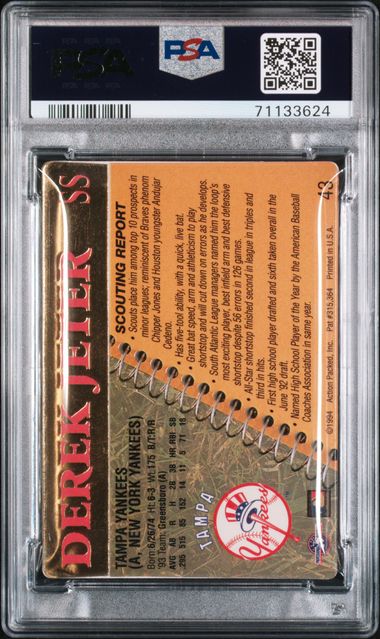 PSA
PSA
71133624
DEREK JETER SS
TAMPA YANKEES
(A, NEW YORK YANKEES)
Born: 6/26/74 Ht: 6-3 Wt: 175 B/T: R/R
'93 Team: Greensboro (A)
AVG AB R H 2B 3B HR RBI SB
.295 515 85 152 14 11 5 71 18
TAMPA
Yankees
SCOUTING REPORT
• Scouts place him among top 10 prospects in
minor leagues; reminiscent of Braves phenom
Chipper Jones and Houston youngster Andujar
Cedeno.
• Has five-tool ability, with a quick, live bat.
• Great bat speed, arm and athleticism to play
shortstop and will cut down on errors as he develops.
• South Atlantic League managers named him the loop's
most exciting player, best infield arm and best defensive
shortstop despite 56 errors in 126 games.
• All-Star shortstop finished second in league in triples and
third in hits.
• First high school player drafted and sixth taken overall in the
June '92 draft.
• Named High School Player of the Year by the American Baseball
Coaches Association in same year.
©1994 Action Packed, Inc. Pat #315,364 Printed in U.S.A.
43